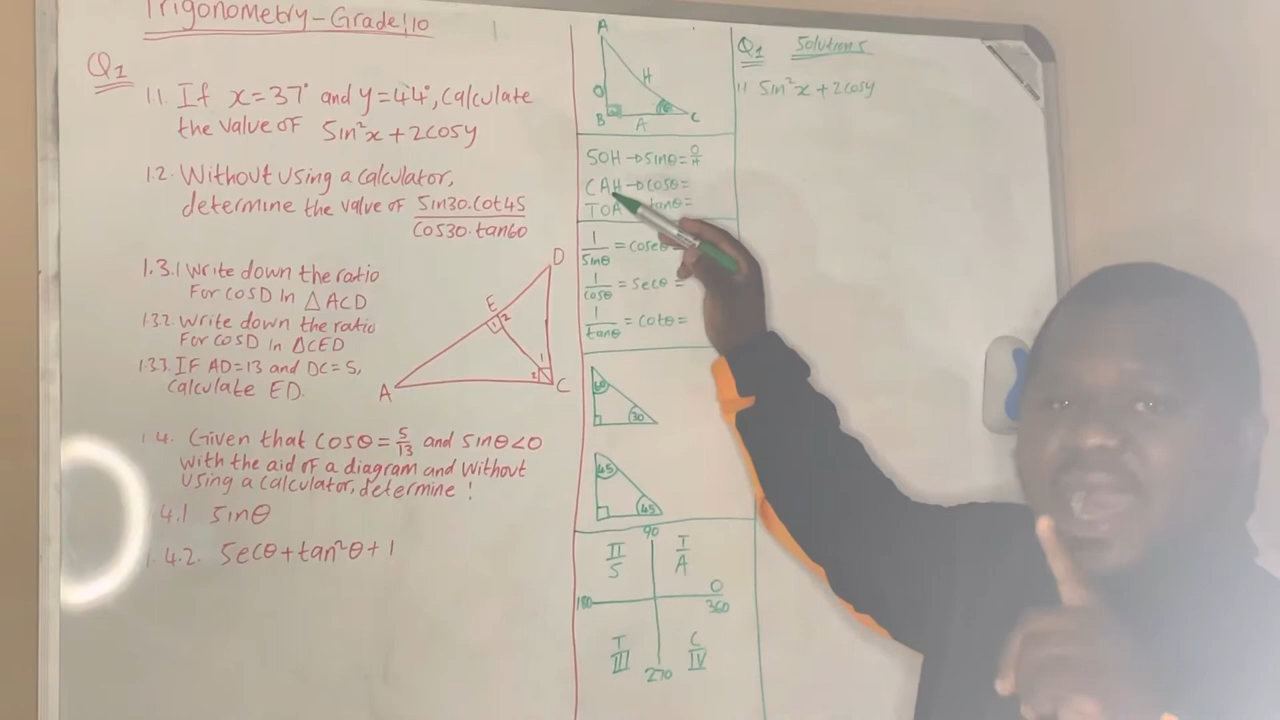 Trigonometry - Grade 10
Q1
1.1. If x=37° and y=44°, Calculate
the value of Sin²x + 2cosy
1.2. Without using a calculator,
determine the value of Sin30.cot45
Cos30.tan60
1.3.1 Write down the ratio
For COSD In △ACD
1.3.2. Write down the ratio
For COSD In △CED
1.3.3. IF AD=13 and DC=5,
Calculate ED.
A
E
1
2
D
1
2
C
1.4. Given that COSθ = 5/13 and sinθ<0
with the aid of a diagram and without
using a calculator, determine !
1.4.1 Sinθ
1.4.2. Secθ + tan²θ + 1
A
H
O
B
A
C
SOH → Sinθ = O/H
CAH → Cosθ =
TOA tanθ =
1/Sinθ = cosecθ =
1/cosθ = Secθ =
1/tanθ = cotθ =
60
30
45
45
90
II
S
I
A
180
0
360
T
III
C
IV
270
Q1 Solutions
1.1 Sin²x + 2cosy